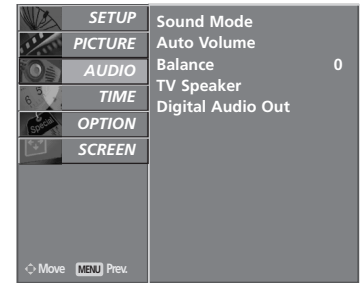 SETUP
PICTURE
AUDIO
TIME
OPTION
SCREEN
Sound Mode
Auto Volume
Balance 0
TV Speaker
Digital Audio Out
Move MENU Prev.